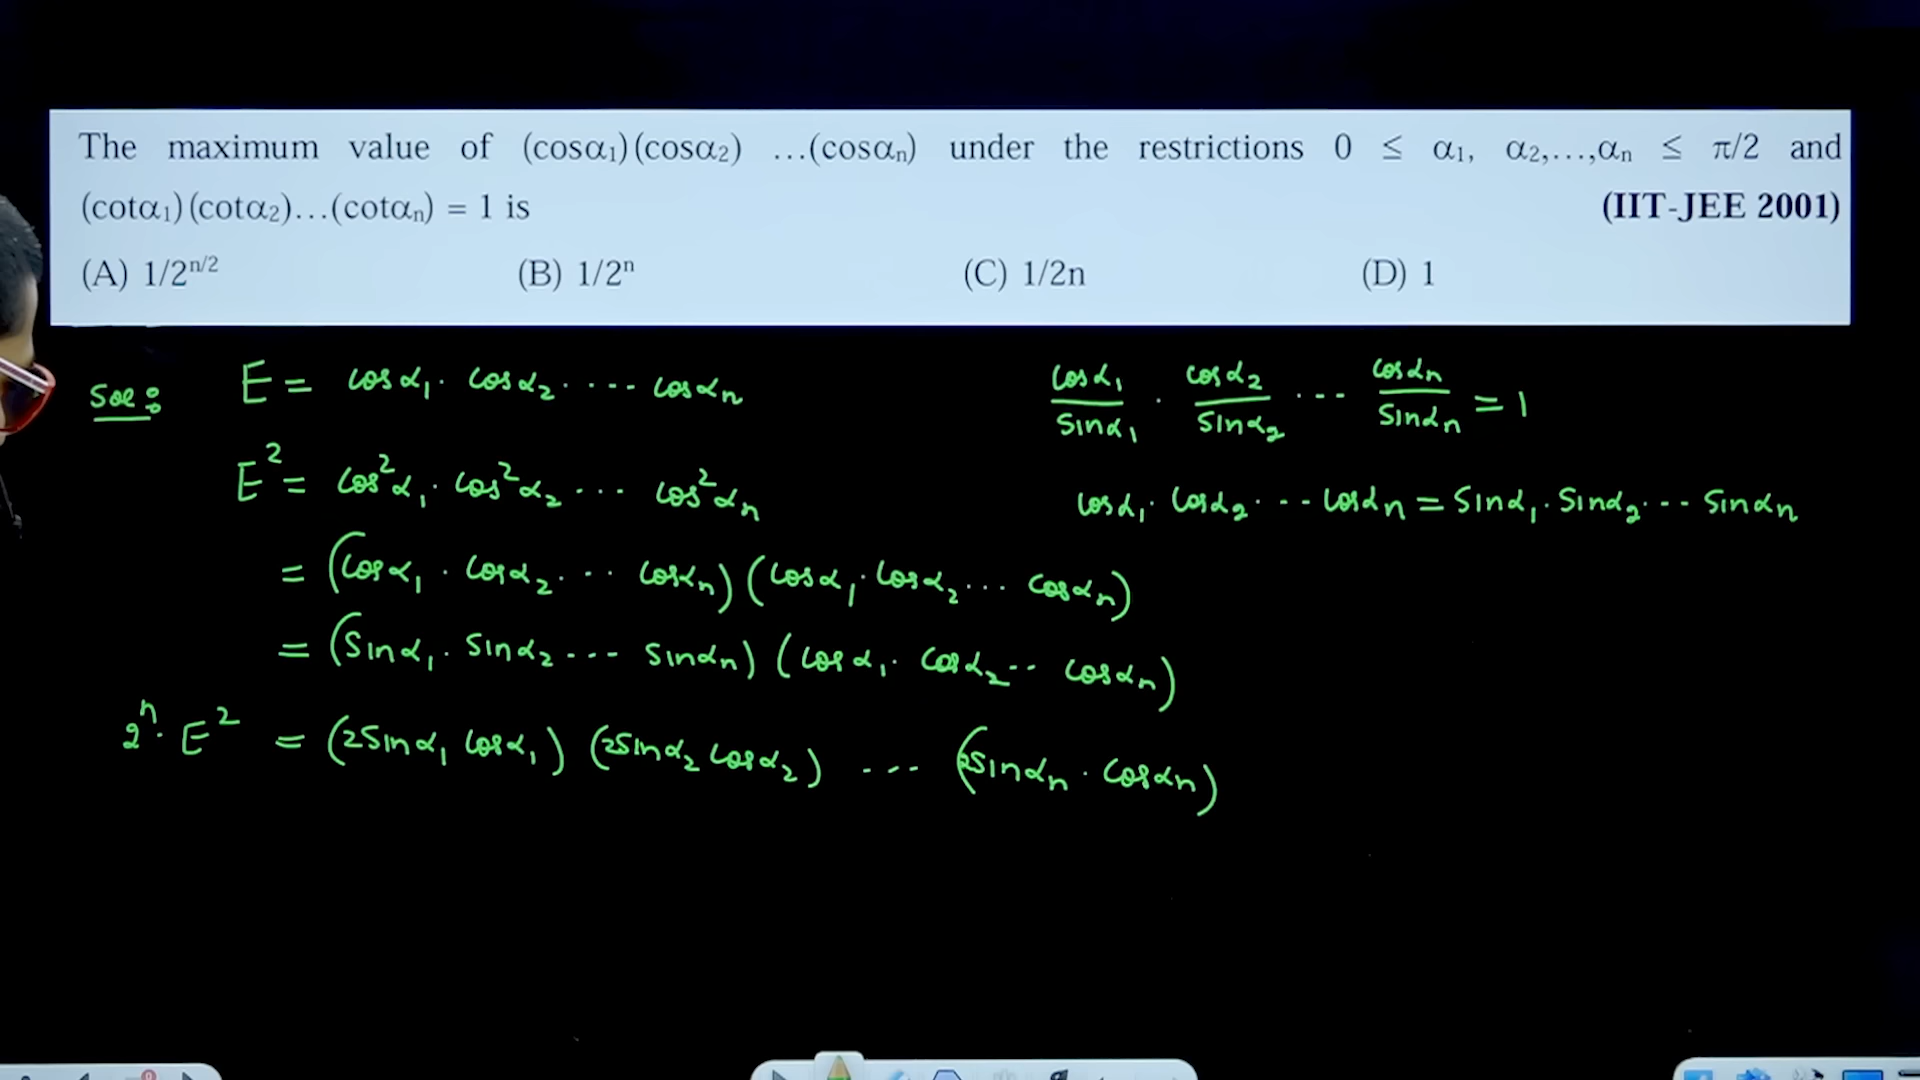 The maximum value of (cosα₁)(cosα₂) ...(cosαₙ) under the restrictions 0 ≤ α₁, α₂,...,αₙ ≤ π/2 and
(cotα₁)(cotα₂)...(cotαₙ) = 1 is (IIT-JEE 2001)
(A) 1/2^(n/2) (B) 1/2ⁿ (C) 1/2n (D) 1
Sol: E = cosα₁ · cosα₂ · ... cosαₙ
cosα₁/sinα₁ · cosα₂/sinα₂ ... cosαₙ/sinαₙ = 1
E² = cos²α₁ · cos²α₂ ... cos²αₙ
cosα₁ · cosα₂ · ... cosαₙ = sinα₁ · sinα₂ · ... sinαₙ
= (cosα₁ · cosα₂ · ... cosαₙ) (cosα₁ · cosα₂ ... cosαₙ)
= (sinα₁ · sinα₂ ... sinαₙ) (cosα₁ · cosα₂ ... cosαₙ)
2ⁿ · E² = (2sinα₁ cosα₁) (2sinα₂ cosα₂) ... (2sinαₙ · cosαₙ)